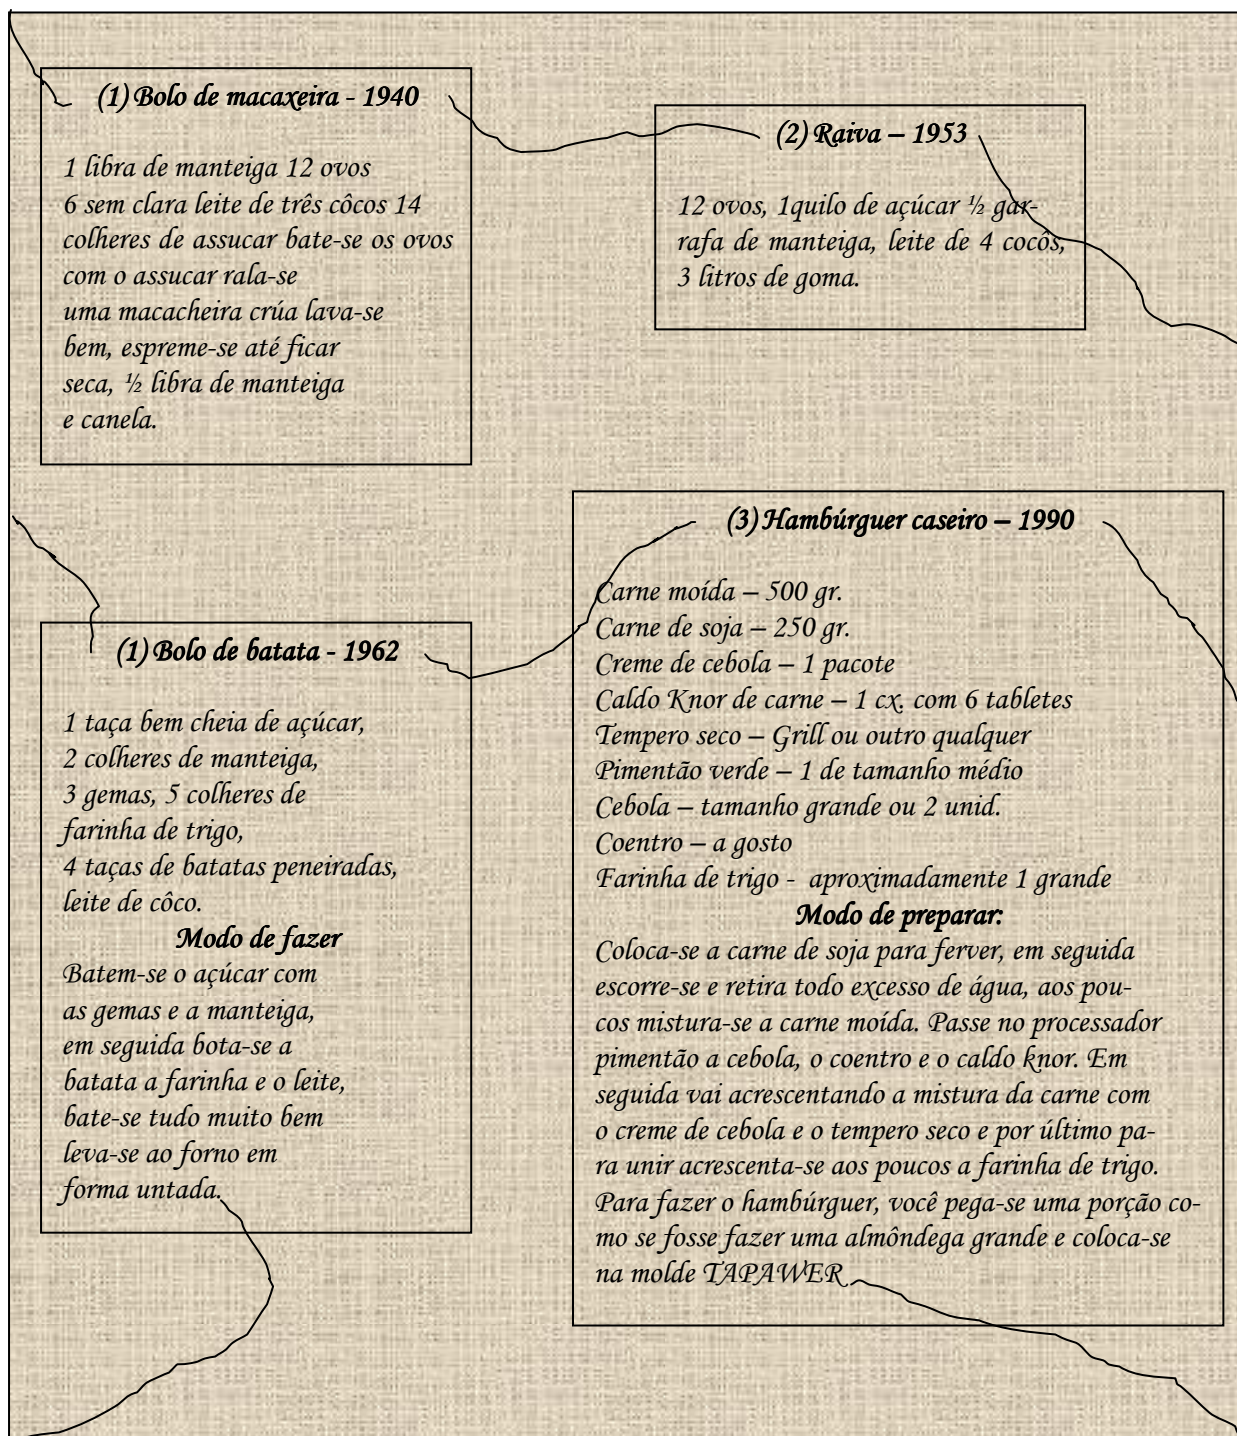 (1) Bolo de macaxeira - 1940
1 libra de manteiga 12 ovos
6 sem clara leite de três côcos 14
colheres de assucar bate-se os ovos
com o assucar rala-se
uma macacheira crúa lava-se
bem, espreme-se até ficar
seca, ½ libra de manteiga
e canela.
(2) Raiva – 1953
12 ovos, 1quilo de açúcar ½ gar-
rafa de manteiga, leite de 4 cocôs,
3 litros de goma.
(1) Bolo de batata - 1962
1 taça bem cheia de açúcar,
2 colheres de manteiga,
3 gemas, 5 colheres de
farinha de trigo,
4 taças de batatas peneiradas,
leite de côco.
Modo de fazer
Batem-se o açúcar com
as gemas e a manteiga,
em seguida bota-se a
batata a farinha e o leite,
bate-se tudo muito bem
leva-se ao forno em
forma untada.
(3) Hambúrguer caseiro – 1990
Carne moída – 500 gr.
Carne de soja – 250 gr.
Creme de cebola – 1 pacote
Caldo Knor de carne – 1 cx. com 6 tabletes
Tempero seco – Grill ou outro qualquer
Pimentão verde – 1 de tamanho médio
Cebola – tamanho grande ou 2 unid.
Coentro – a gosto
Farinha de trigo - aproximadamente 1 grande
Modo de preparar:
Coloca-se a carne de soja para ferver, em seguida
escorre-se e retira todo excesso de água, aos pou-
cos mistura-se a carne moída. Passe no processador
pimentão a cebola, o coentro e o caldo knor. Em
seguida vai acrescentando a mistura da carne com
o creme de cebola e o tempero seco e por último pa-
ra unir acrescenta-se aos poucos a farinha de trigo.
Para fazer o hambúrguer, você pega-se uma porção co-
mo se fosse fazer uma almôndega grande e coloca-se
na molde TAPAWER.